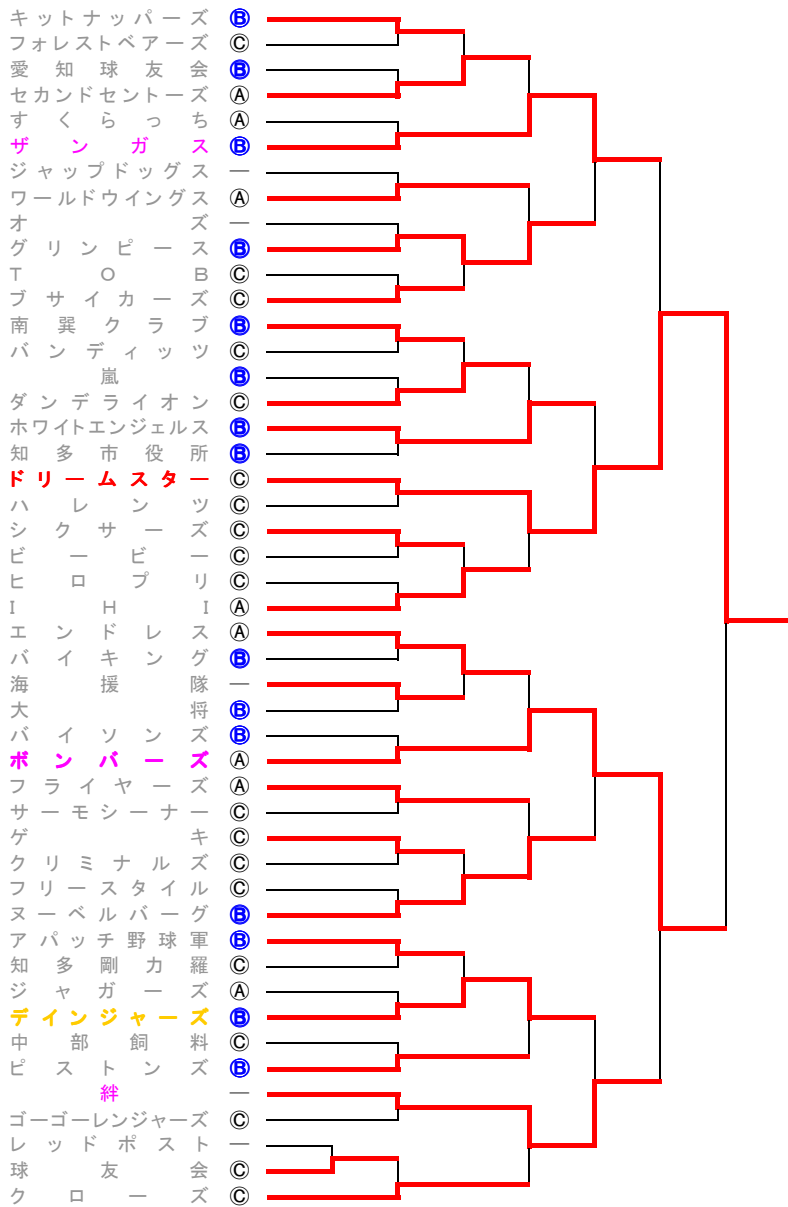 キットナッパーズ Ⓑ
フォレストベアーズ Ⓒ
愛知球友会 Ⓑ
セカンドセントーズ Ⓐ
すくらっち Ⓐ
ザンガス Ⓑ
ジャップドッグス —
ワールドウイングス Ⓐ
オズ —
グリンピース Ⓑ
TOB Ⓒ
ブサイカーズ Ⓒ
南巽クラブ Ⓑ
バンディッツ Ⓒ
嵐 Ⓑ
ダンデライオン Ⓒ
ホワイトエンジェルス Ⓑ
知多市役所 Ⓑ
ドリームスター Ⓒ
ハレンツ Ⓒ
シクサーズ Ⓒ
ビービー Ⓒ
ヒロプリ Ⓒ
IHI Ⓐ
エンドレス Ⓐ
バイキング Ⓑ
海援隊 —
大将 Ⓑ
バイソンズ Ⓑ
ボンバーズ Ⓐ
フライヤーズ Ⓐ
サーモシーナー Ⓒ
ゲキ Ⓒ
クリミナルズ Ⓒ
フリースタイル Ⓒ
ヌーベルバーグ Ⓑ
アパッチ野球軍 Ⓑ
知多剛力羅 Ⓒ
ジャガーズ Ⓐ
デインジャーズ Ⓑ
中部飼料 Ⓒ
ピストンズ Ⓑ
絆 —
ゴーゴーレンジャーズ Ⓒ
レッドポスト —
球友会 Ⓒ
クローズ Ⓒ